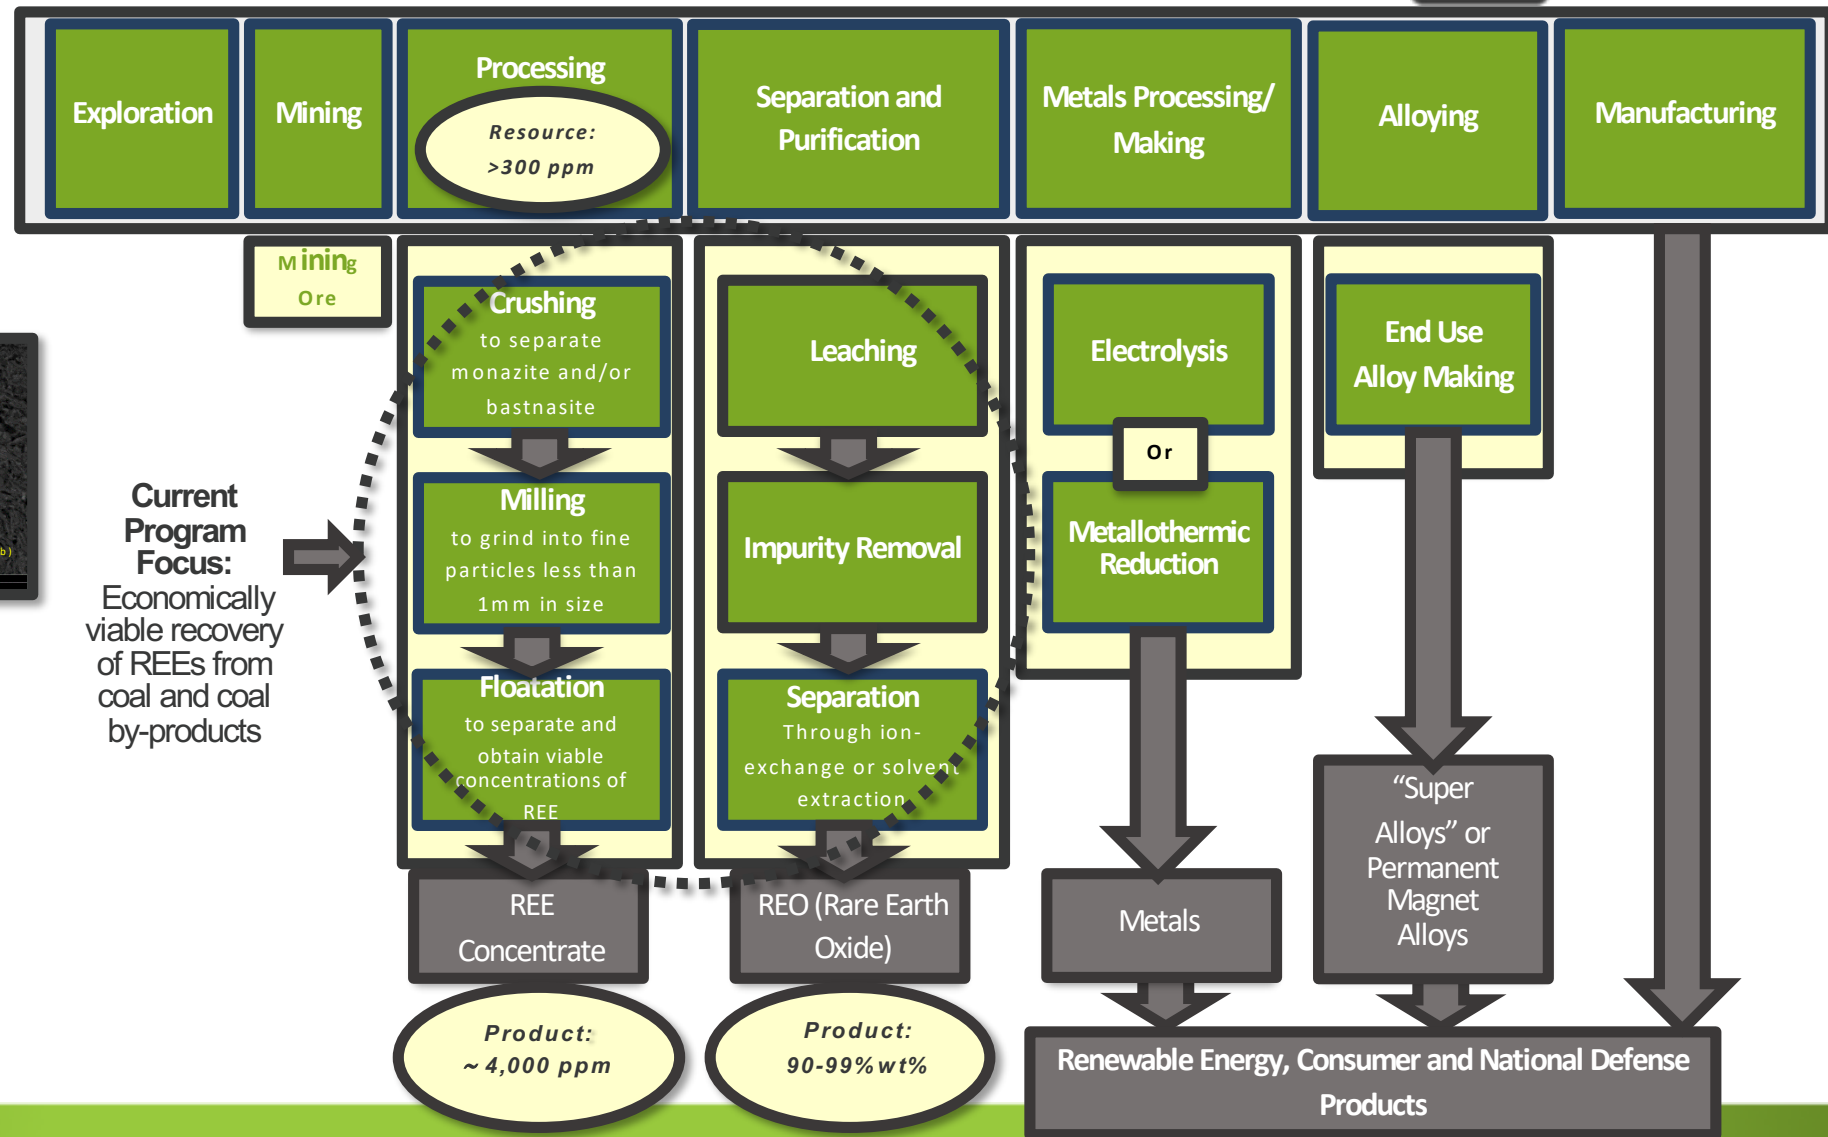 Exploration
Mining
Processing
Resource:
>300 ppm
Separation and
Purification
Metals Processing/
Making
Alloying
Manufacturing
Mining
Ore
Crushing
to separate
monazite and/or
bastnasite
Milling
to grind into fine
particles less than
1mm in size
Floatation
to separate and
obtain viable
concentrations of
REE
Leaching
Impurity Removal
Separation
Through ion-
exchange or solvent
extraction
Electrolysis
Or
Metallothermic
Reduction
End Use
Alloy Making
b)
Current
Program
Focus:
Economically
viable recovery
of REEs from
coal and coal
by-products
REE
Concentrate
REO (Rare Earth
Oxide)
Metals
“Super
Alloys” or
Permanent
Magnet
Alloys
Product:
~ 4,000 ppm
Product:
90-99% wt%
Renewable Energy, Consumer and National Defense
Products